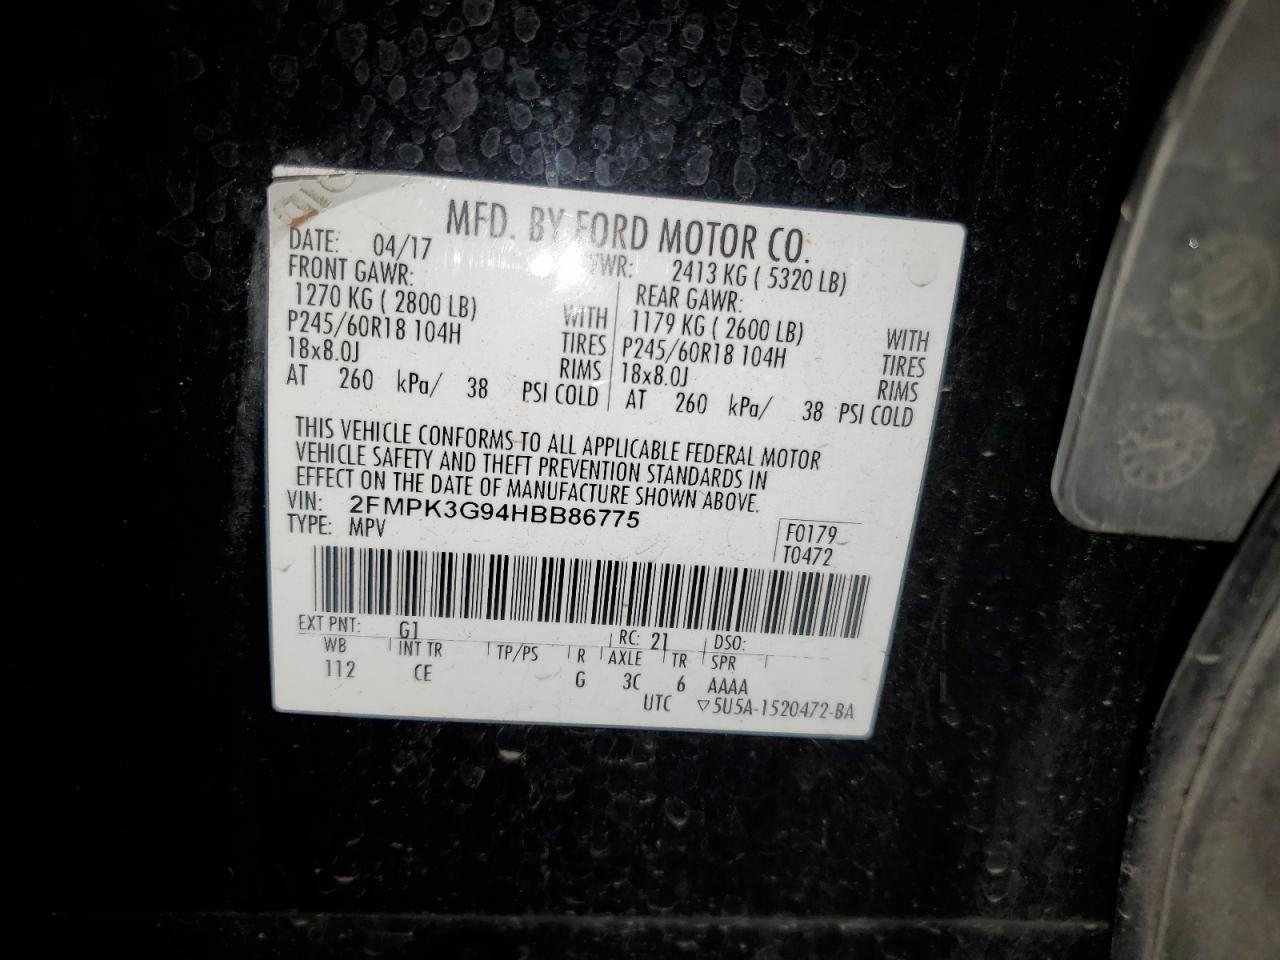 MFD. BY FORD MOTOR CO.
DATE: 04/17 GVWR: 2413 KG ( 5320 LB)
FRONT GAWR: REAR GAWR:
1270 KG ( 2800 LB) WITH 1179 KG ( 2600 LB) WITH
P245/60R18 104H TIRES P245/60R18 104H TIRES
18x8.0J RIMS 18x8.0J RIMS
AT 260 kPa/ 38 PSI COLD AT 260 kPa/ 38 PSI COLD
THIS VEHICLE CONFORMS TO ALL APPLICABLE FEDERAL MOTOR
VEHICLE SAFETY AND THEFT PREVENTION STANDARDS IN
EFFECT ON THE DATE OF MANUFACTURE SHOWN ABOVE.
VIN: 2FMPK3G94HBB86775
TYPE: MPV F0179
T0472
EXT PNT: G1 RC: 21 DSO:
WB INT TR TP/PS R AXLE TR SPR
112 CE G 3C 6 AAAA
UTC ▽5U5A-1520472-BA